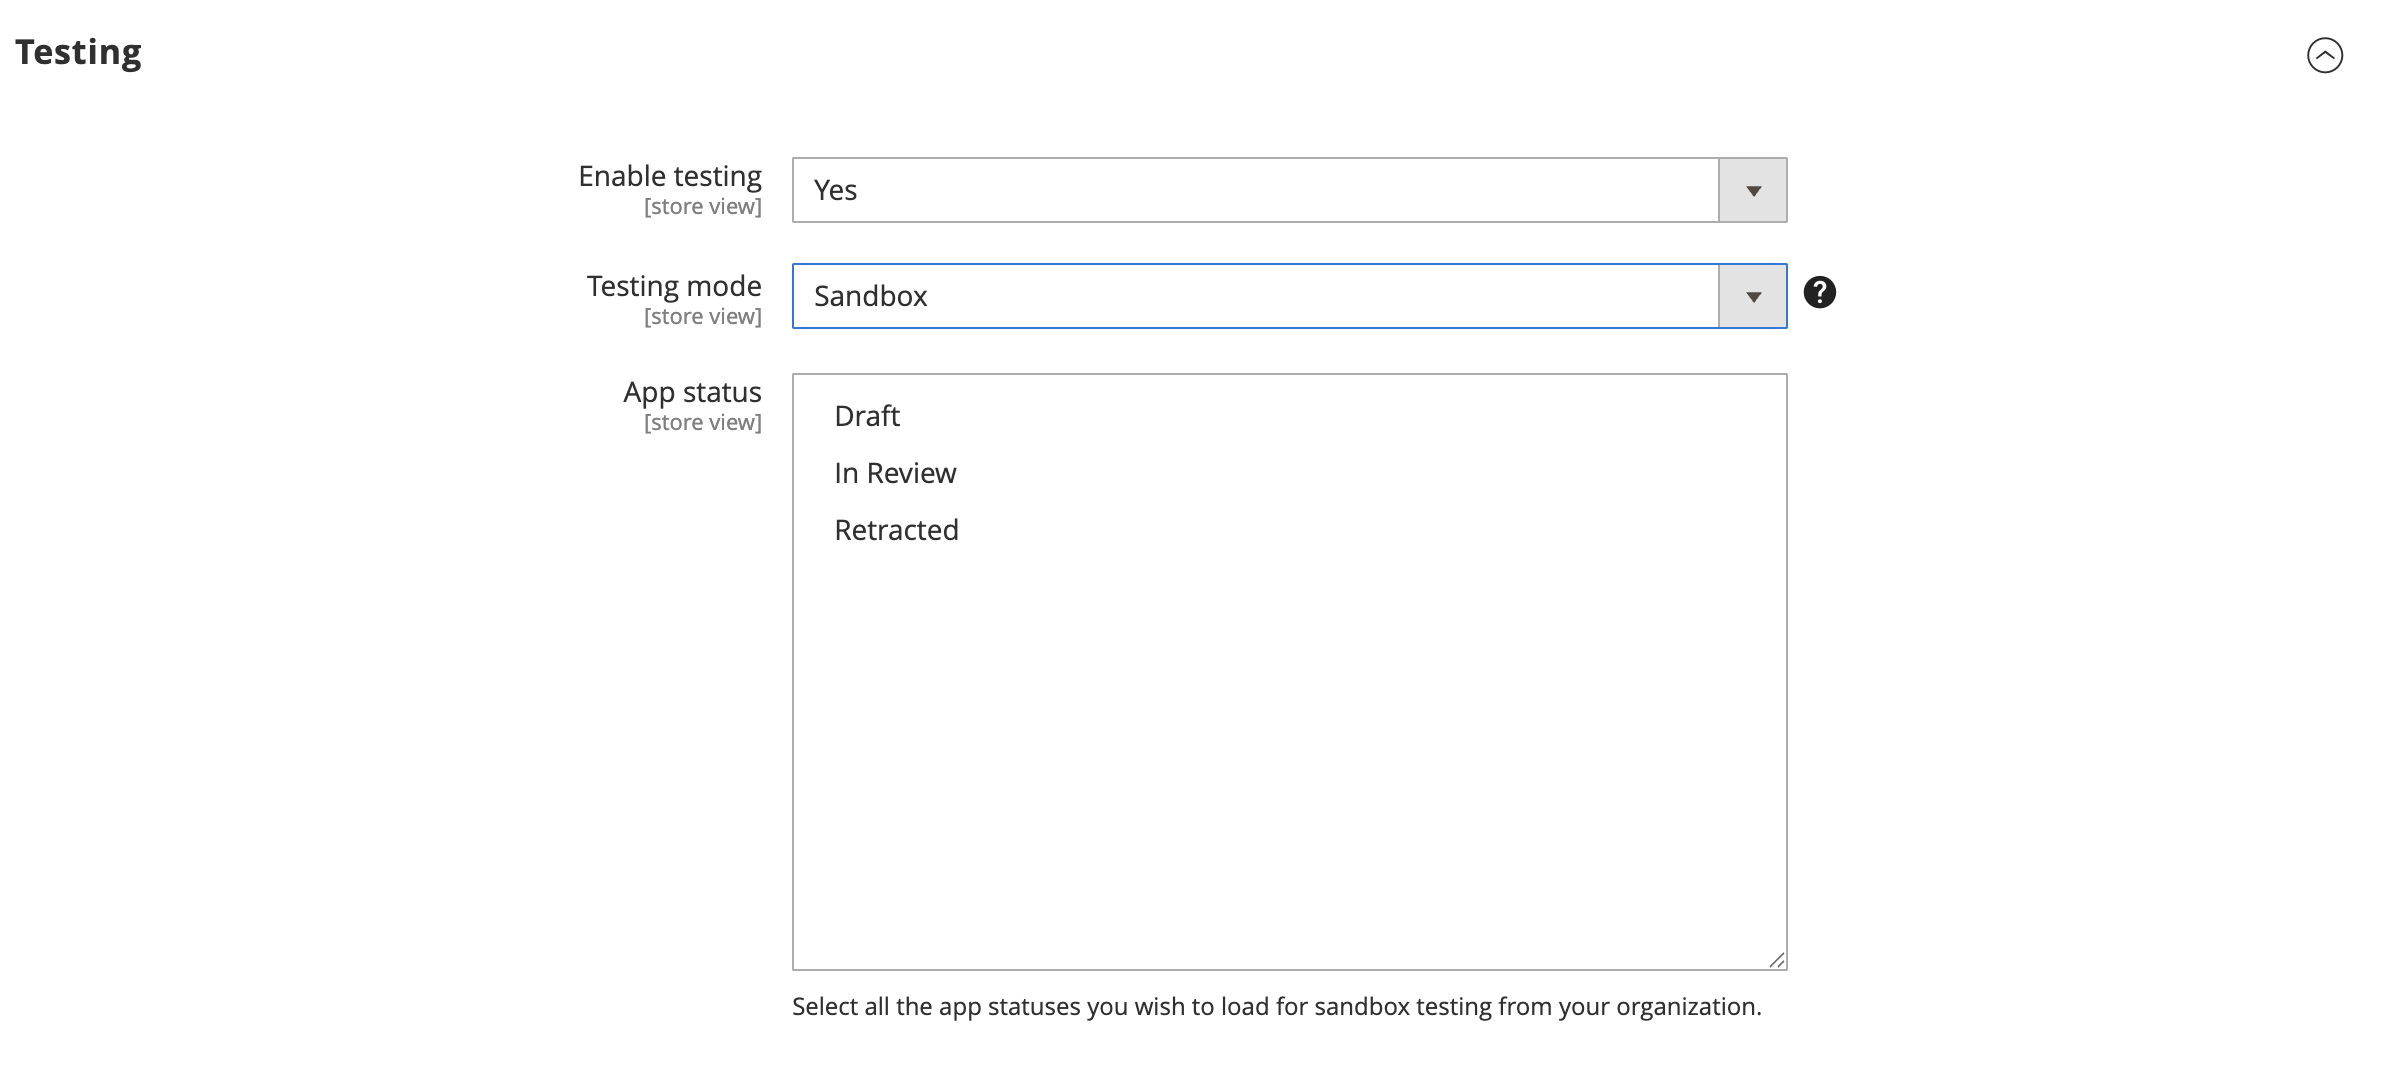 Testing
Enable testing
[store view]
Yes
Testing mode
[store view]
Sandbox
?
App status
[store view]
Draft
In Review
Retracted
Select all the app statuses you wish to load for sandbox testing from your organization.